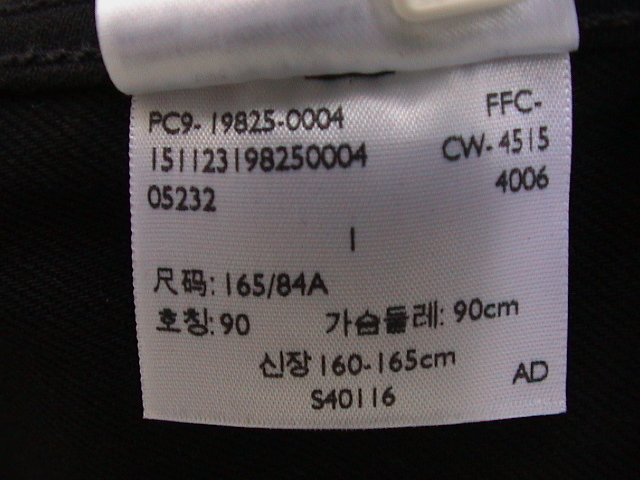 PC9-19825-0004 FFC-
151123198250004 CW-4515
05232 4006
1
尺码: 165/84A
호칭: 90 가슴둘레: 90cm
신장 160-165cm AD
S40116